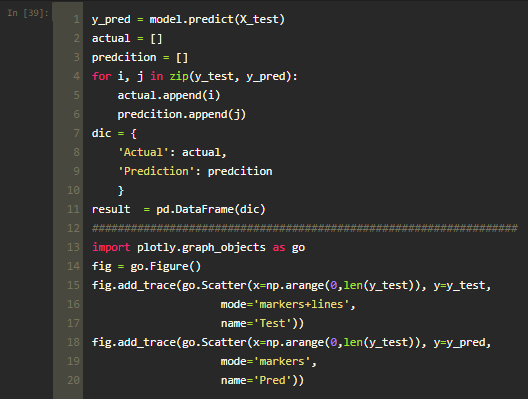 In [39]:
1 y_pred = model.predict(X_test)
2 actual = []
3 predcition = []
4 for i, j in zip(y_test, y_pred):
5     actual.append(i)
6     predcition.append(j)
7 dic = {
8     'Actual': actual,
9     'Prediction': predcition
10     }
11 result  = pd.DataFrame(dic)
12 ##################################################################
13 import plotly.graph_objects as go
14 fig = go.Figure()
15 fig.add_trace(go.Scatter(x=np.arange(0,len(y_test)), y=y_test,
16                     mode='markers+lines',
17                     name='Test'))
18 fig.add_trace(go.Scatter(x=np.arange(0,len(y_test)), y=y_pred,
19                     mode='markers',
20                     name='Pred'))